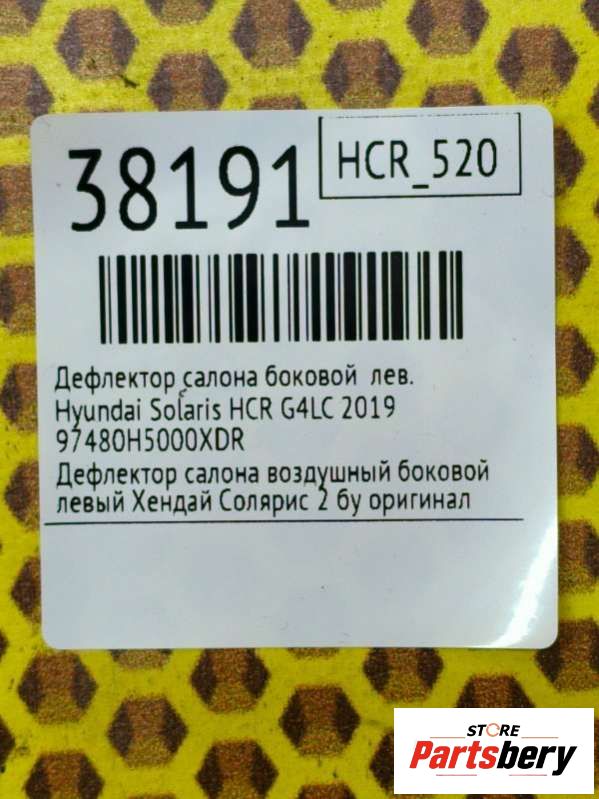 38191
HCR_520
Дефлектор салона боковой лев.
Hyundai Solaris HCR G4LC 2019
97480H5000XDR
Дефлектор салона воздушный боковой
левый Хендай Солярис 2 бу оригинал
STORE
Partsbery